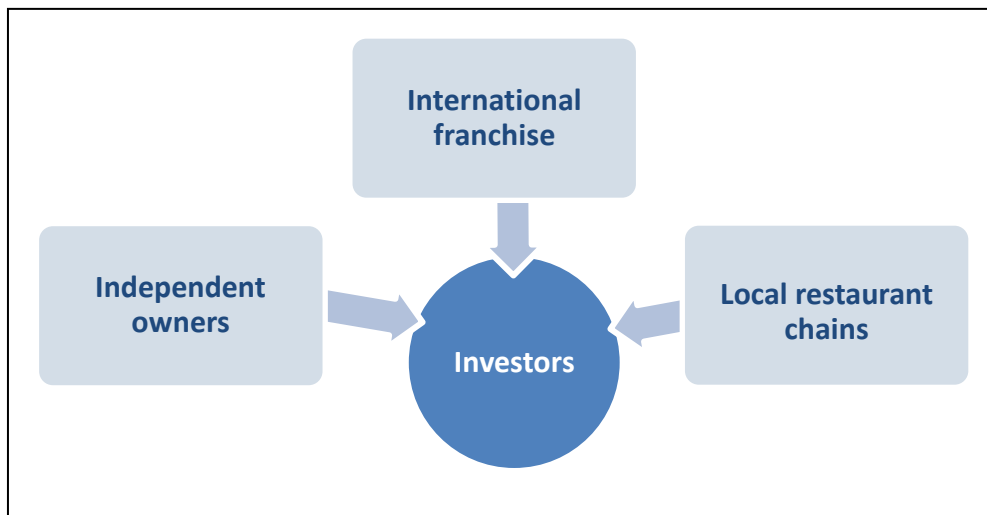 International
franchise
Independent
owners
Local restaurant
chains
Investors